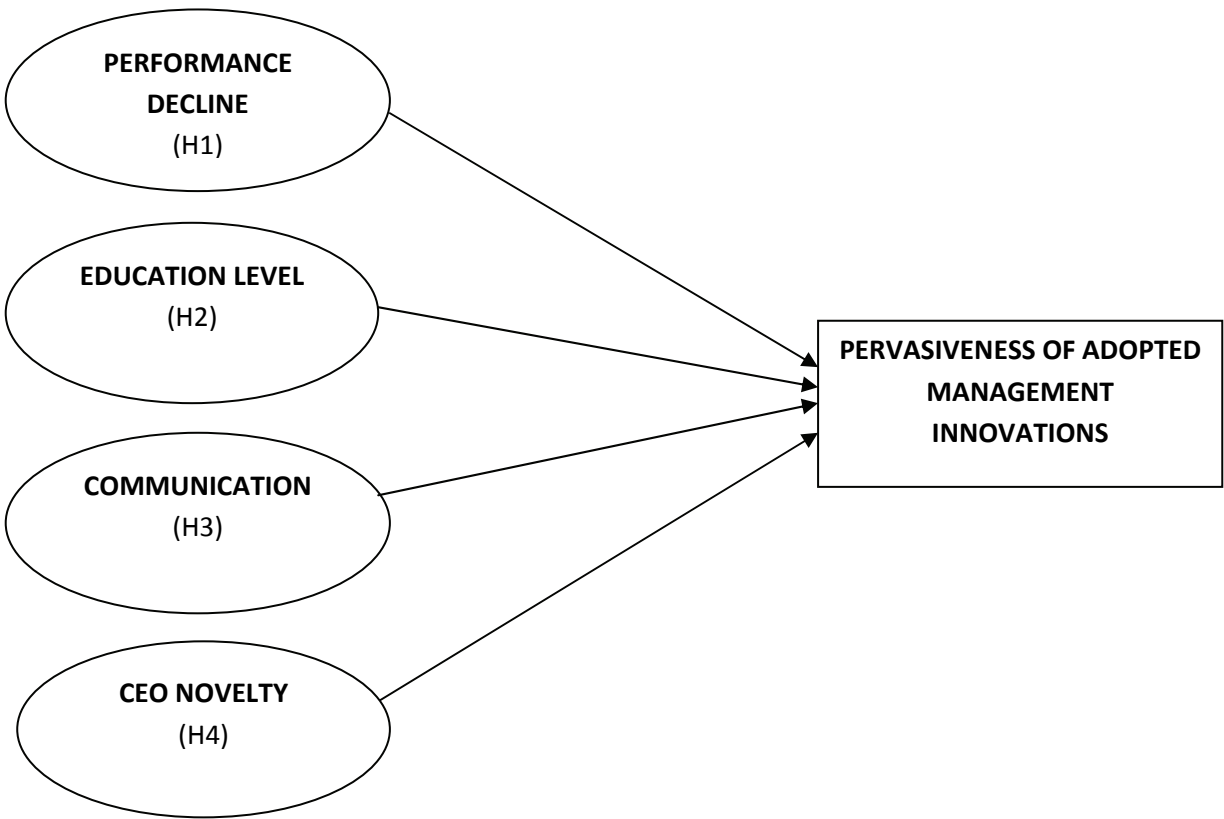 PERFORMANCE
DECLINE
(H1)
EDUCATION LEVEL
(H2)
COMMUNICATION
(H3)
CEO NOVELTY
(H4)
PERVASIVENESS OF ADOPTED
MANAGEMENT
INNOVATIONS